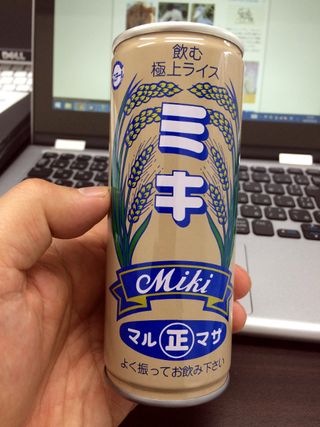 飲む
極上ライス
ミキ
Miki
マル 正 マサ
よく振ってお飲み下さい
DELL